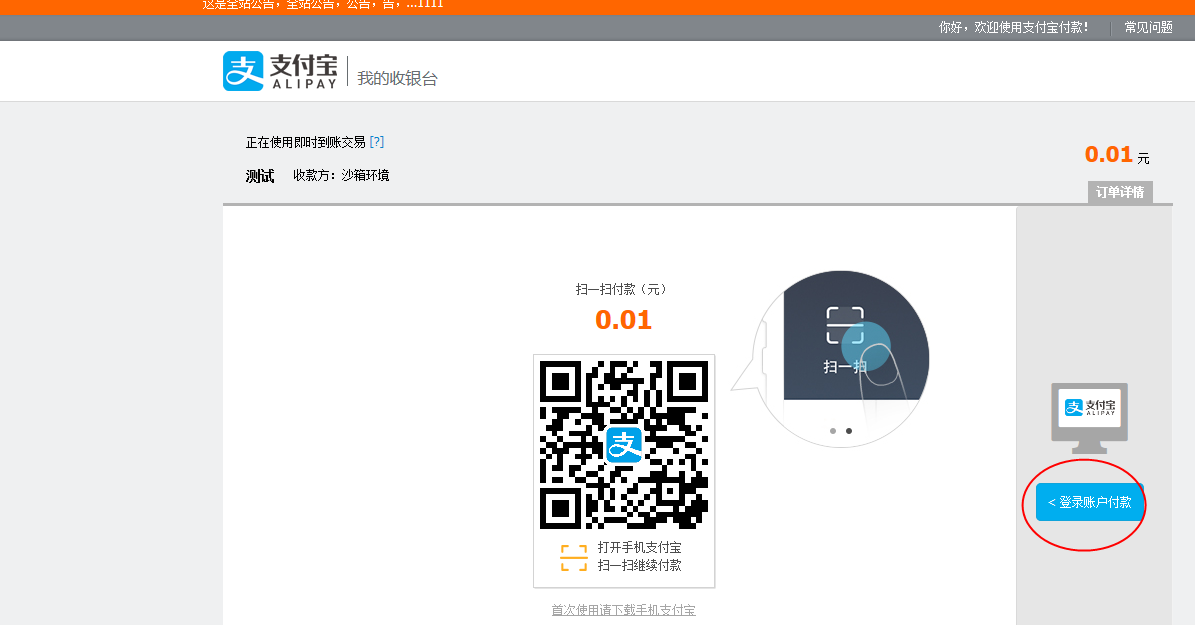 这是全站公告，全站公告，公告，告，...1111
你好，欢迎使用支付宝付款！ 常见问题
支付宝 ALIPAY 我的收银台
正在使用即时到账交易 [?]
0.01 元
测试 收款方：沙箱环境
订单详情
扫一扫付款（元）
0.01
扫一扫
支付宝
ALIPAY
< 登录账户付款
打开手机支付宝
扫一扫继续付款
首次使用请下载手机支付宝